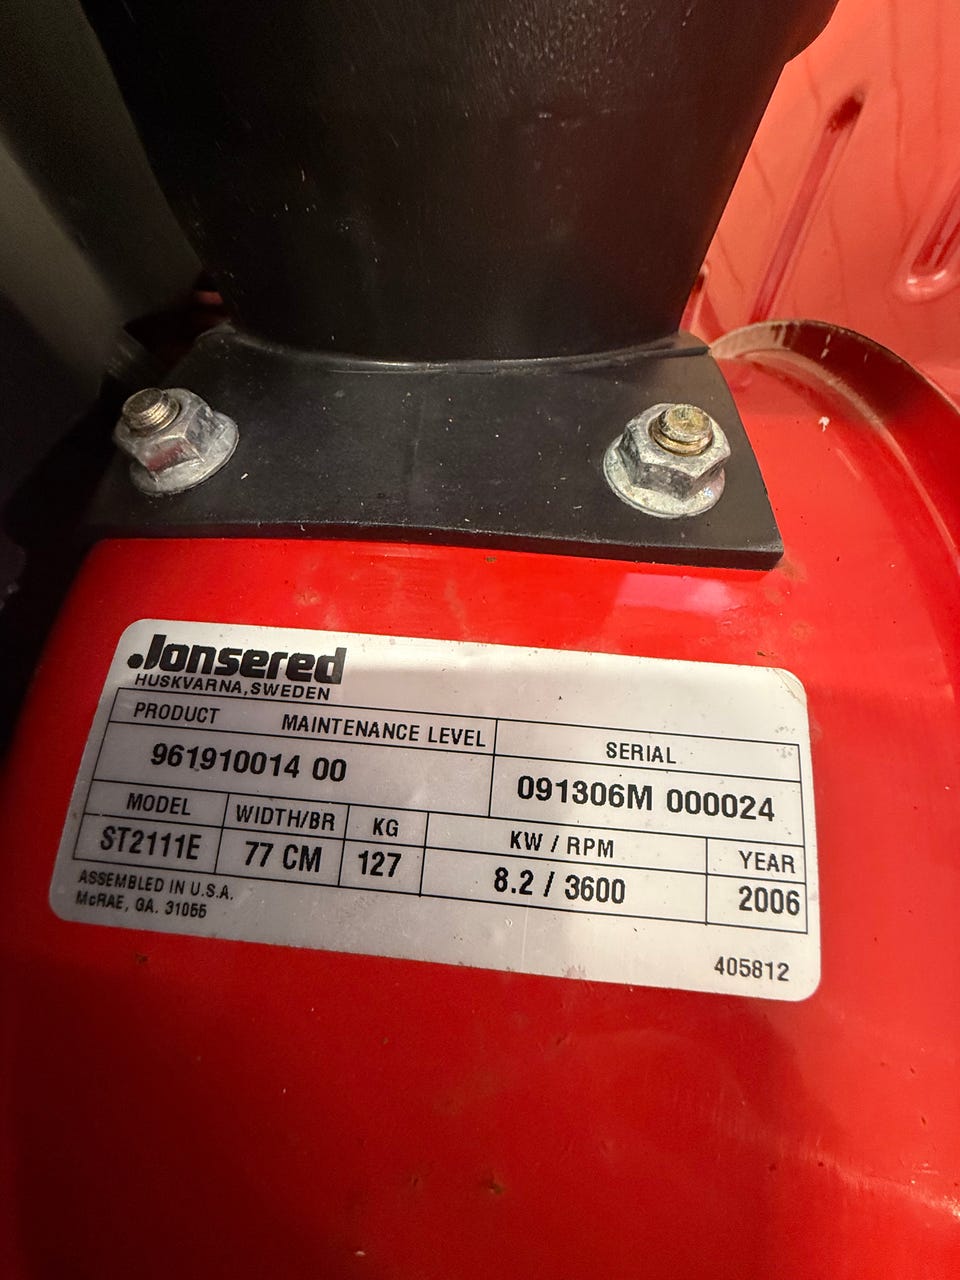 Jonsered
HUSKVARNA, SWEDEN
PRODUCT MAINTENANCE LEVEL SERIAL
961910014 00 091306M 000024
MODEL WIDTH/BR KG KW / RPM YEAR
ST2111E 77 CM 127 8.2 / 3600 2006
ASSEMBLED IN U.S.A.
McRAE, GA. 31055
405812